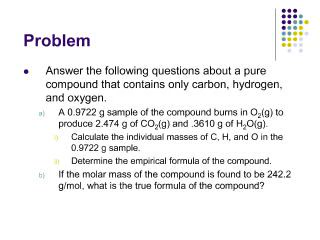 Problem
Answer the following questions about a pure
compound that contains only carbon, hydrogen,
and oxygen.
a) A 0.9722 g sample of the compound burns in O₂(g) to
produce 2.474 g of CO₂(g) and .3610 g of H₂O(g).
i) Calculate the individual masses of C, H, and O in the
0.9722 g sample.
ii) Determine the empirical formula of the compound.
b) If the molar mass of the compound is found to be 242.2
g/mol, what is the true formula of the compound?